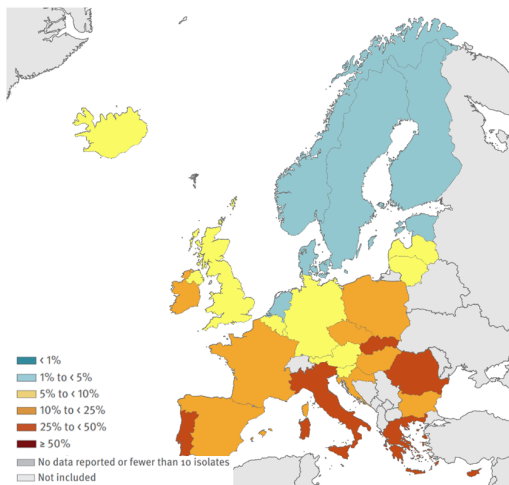 < 1%
1% to < 5%
5% to < 10%
10% to < 25%
25% to < 50%
≥ 50%
No data reported or fewer than 10 isolates
Not included